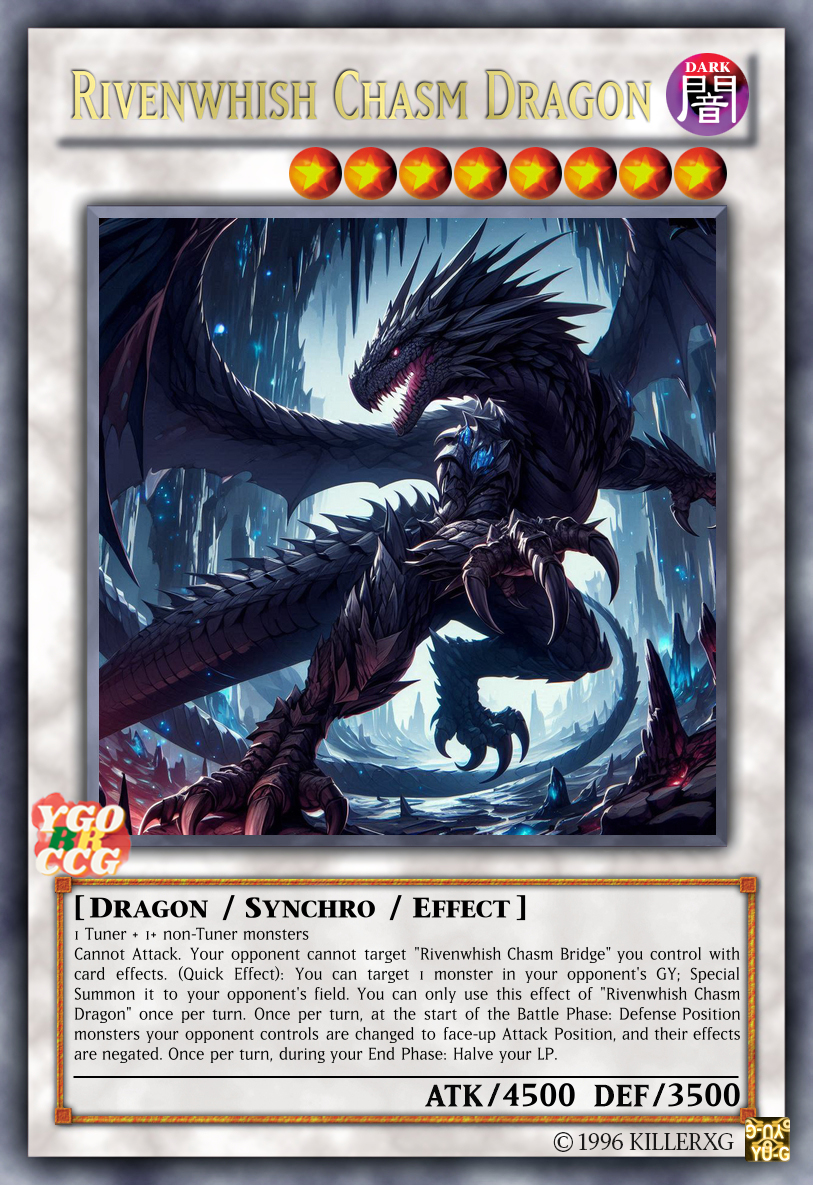 Rivenwhish Chasm Dragon
DARK
闇
[ Dragon / Synchro / Effect ]
1 Tuner + 1+ non-Tuner monsters
Cannot Attack. Your opponent cannot target "Rivenwhish Chasm Bridge" you control with
card effects. (Quick Effect): You can target 1 monster in your opponent's GY; Special
Summon it to your opponent's field. You can only use this effect of "Rivenwhish Chasm
Dragon" once per turn. Once per turn, at the start of the Battle Phase: Defense Position
monsters your opponent controls are changed to face-up Attack Position, and their effects
are negated. Once per turn, during your End Phase: Halve your LP.
ATK/4500 DEF/3500
YGO
RR
CCG
© 1996 KILLERXG
YU-G